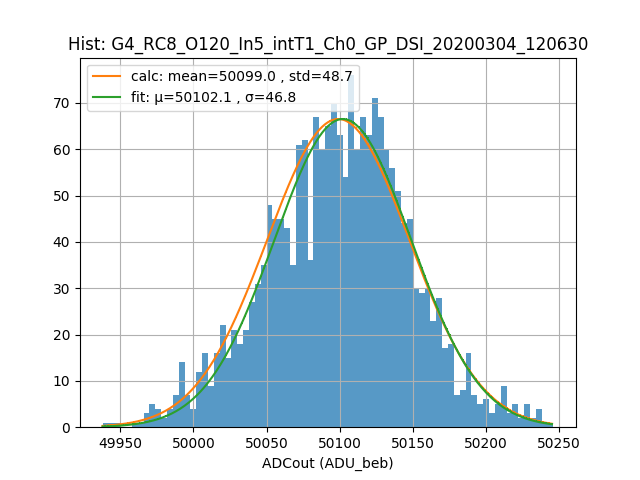 Hist: G4_RC8_O120_In5_intT1_Ch0_GP_DSI_20200304_120630
calc: mean=50099.0 , std=48.7
fit: μ=50102.1 , σ=46.8
70
60
50
40
30
20
10
0
49950 50000 50050 50100 50150 50200 50250
ADCout (ADU_beb)